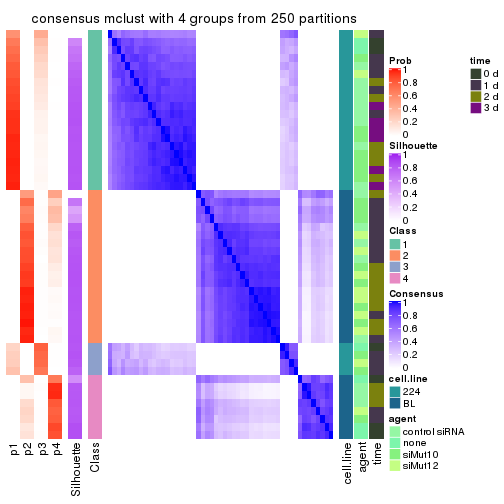 consensus mclust with 4 groups from 250 partitions
Prob
1
0.8
0.6
0.4
0.2
0
time
0 d
1 d
2 d
3 d
Silhouette
1
0.8
0.6
0.4
0.2
0
Class
1
2
3
4
Consensus
1
0.8
0.6
0.4
0.2
0
cell.line
224
BL
agent
control siRNA
none
siMut10
siMut12
p1
p2
p3
p4
Silhouette
Class
cell.line
agent
time